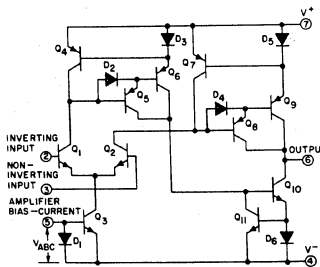 V+
7
Q4
D3
D2
Q6
Q5
Q7
D5
D4
Q9
Q8
INVERTING
INPUT
2
Q1
Q2
NON-
INVERTING
INPUT
3
OUTPUT
6
AMPLIFIER
BIAS-CURRENT
5
Q3
Q10
Q11
VABC
D1
D6
V-
4